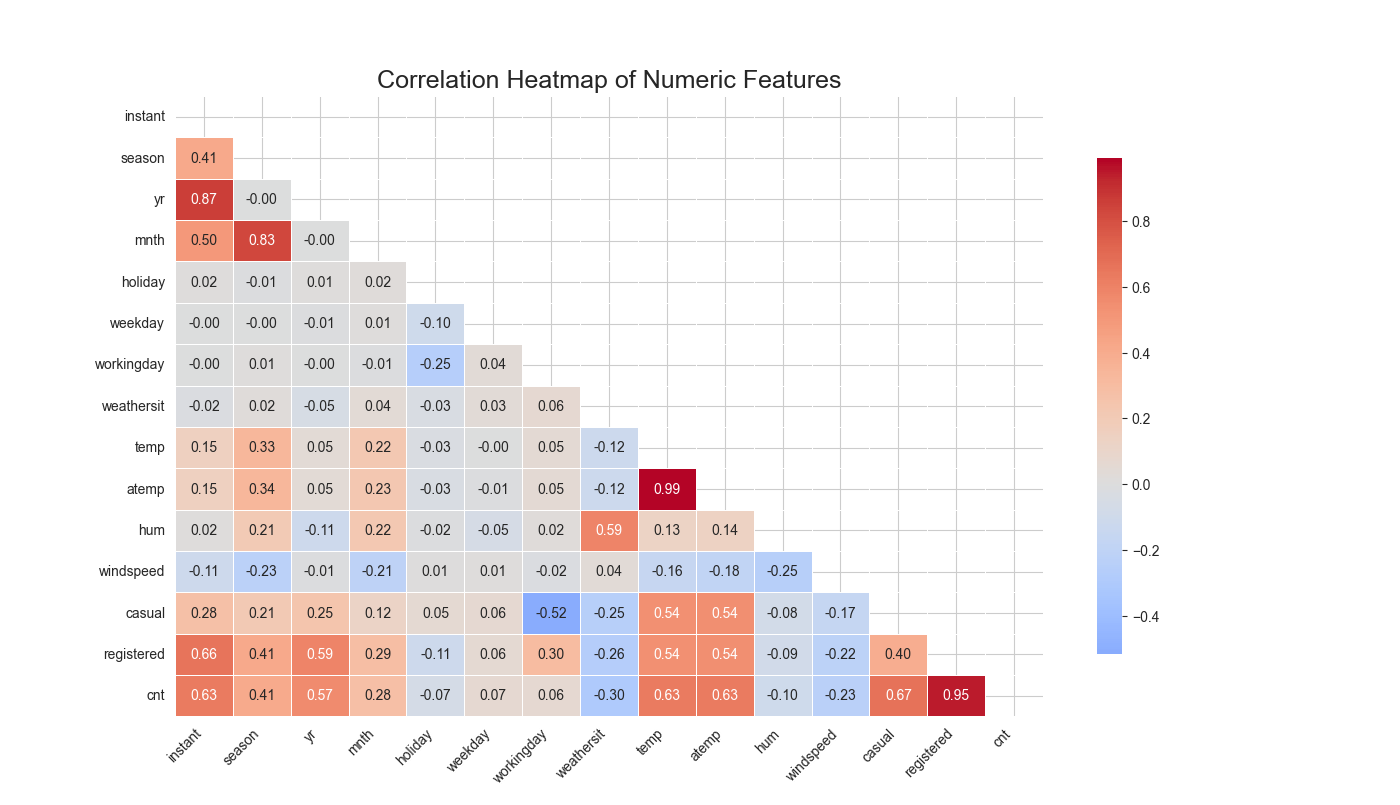 Correlation Heatmap of Numeric Features
instant
season 0.41
yr 0.87 -0.00
mnth 0.50 0.83 -0.00
holiday 0.02 -0.01 0.01 0.02
weekday -0.00 -0.00 -0.01 0.01 -0.10
workingday -0.00 0.01 -0.00 -0.01 -0.25 0.04
weathersit -0.02 0.02 -0.05 0.04 -0.03 0.03 0.06
temp 0.15 0.33 0.05 0.22 -0.03 -0.00 0.05 -0.12
atemp 0.15 0.34 0.05 0.23 -0.03 -0.01 0.05 -0.12 0.99
hum 0.02 0.21 -0.11 0.22 -0.02 -0.05 0.02 0.59 0.13 0.14
windspeed -0.11 -0.23 -0.01 -0.21 0.01 0.01 -0.02 0.04 -0.16 -0.18 -0.25
casual 0.28 0.21 0.25 0.12 0.05 0.06 -0.52 -0.25 0.54 0.54 -0.08 -0.17
registered 0.66 0.41 0.59 0.29 -0.11 0.06 0.30 -0.26 0.54 0.54 -0.09 -0.22 0.40
cnt 0.63 0.41 0.57 0.28 -0.07 0.07 0.06 -0.30 0.63 0.63 -0.10 -0.23 0.67 0.95
instant season yr mnth holiday weekday workingday weathersit temp atemp hum windspeed casual registered cnt
0.8
0.6
0.4
0.2
0.0
−0.2
−0.4